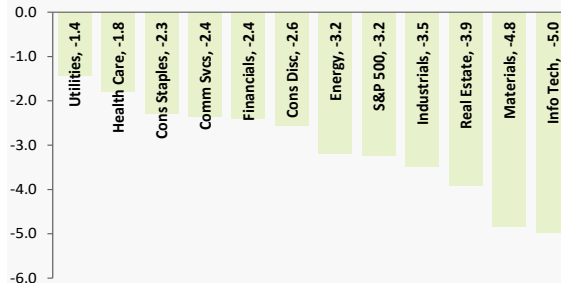 0.0
-1.0
-2.0
-3.0
-4.0
-5.0
-6.0
Utilities, -1.4
Health Care, -1.8
Cons Staples, -2.3
Comm Svcs, -2.4
Financials, -2.4
Cons Disc, -2.6
Energy, -3.2
S&P 500, -3.2
Industrials, -3.5
Real Estate, -3.9
Materials, -4.8
Info Tech, -5.0